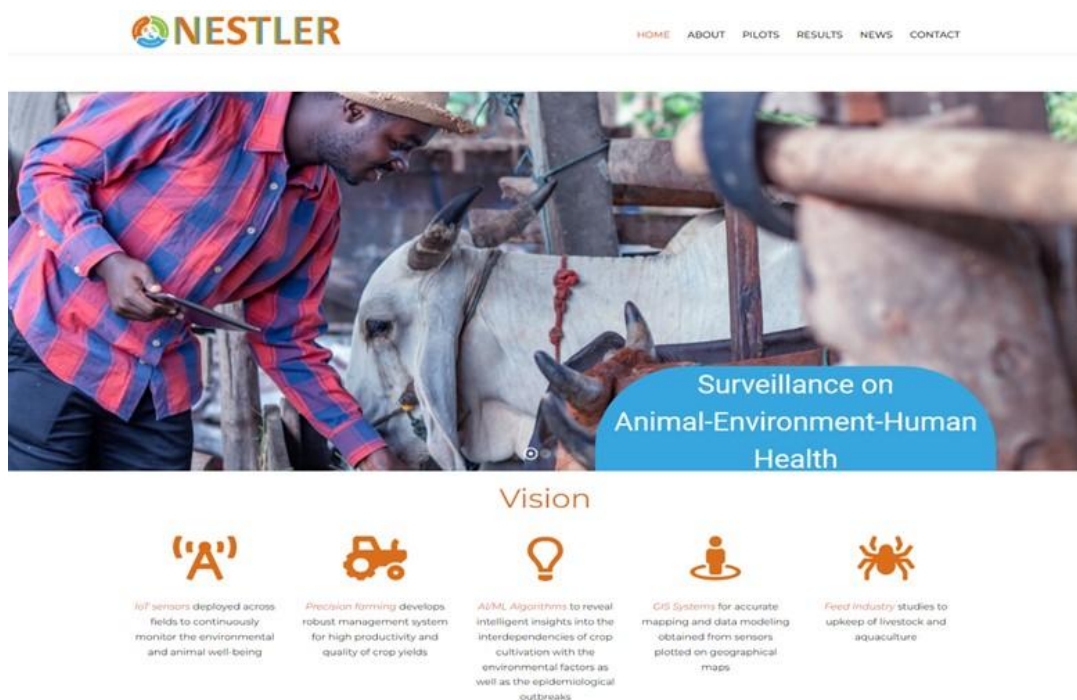 NESTLER
HOME ABOUT PILOTS RESULTS NEWS CONTACT
Surveillance on
Animal-Environment-Human
Health
Vision
IoT sensors deployed across
fields to continuously
monitor the environmental
and animal well-being
Precision farming develops
robust management system
for high productivity and
quality of crop yields
AI/ML Algorithms to reveal
intelligent insights into the
interdependencies of crop
cultivation with the
environmental factors as
well as the epidemiological
outbreaks
GIS Systems for accurate
mapping and data modeling
obtained from sensors
plotted on geographical
maps
Feed Industry studies to
upkeep of livestock and
aquaculture